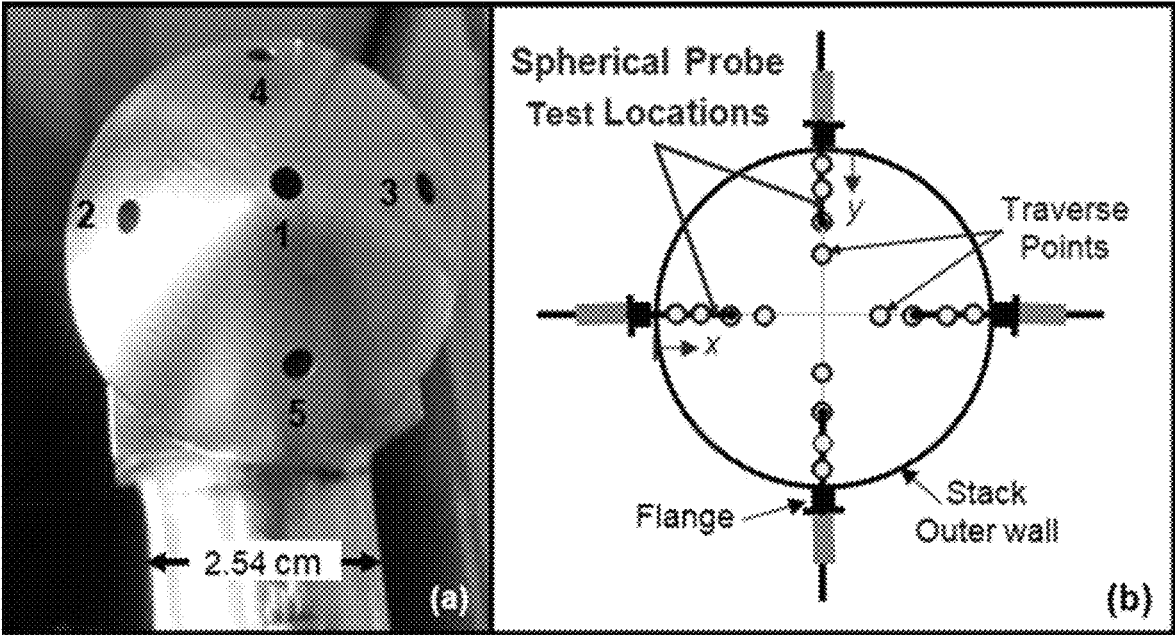 4
2
3
1
5
2.54 cm
(a)
Spherical Probe
Test Locations
y
Traverse
Points
x
Flange
Stack
Outer wall
(b)